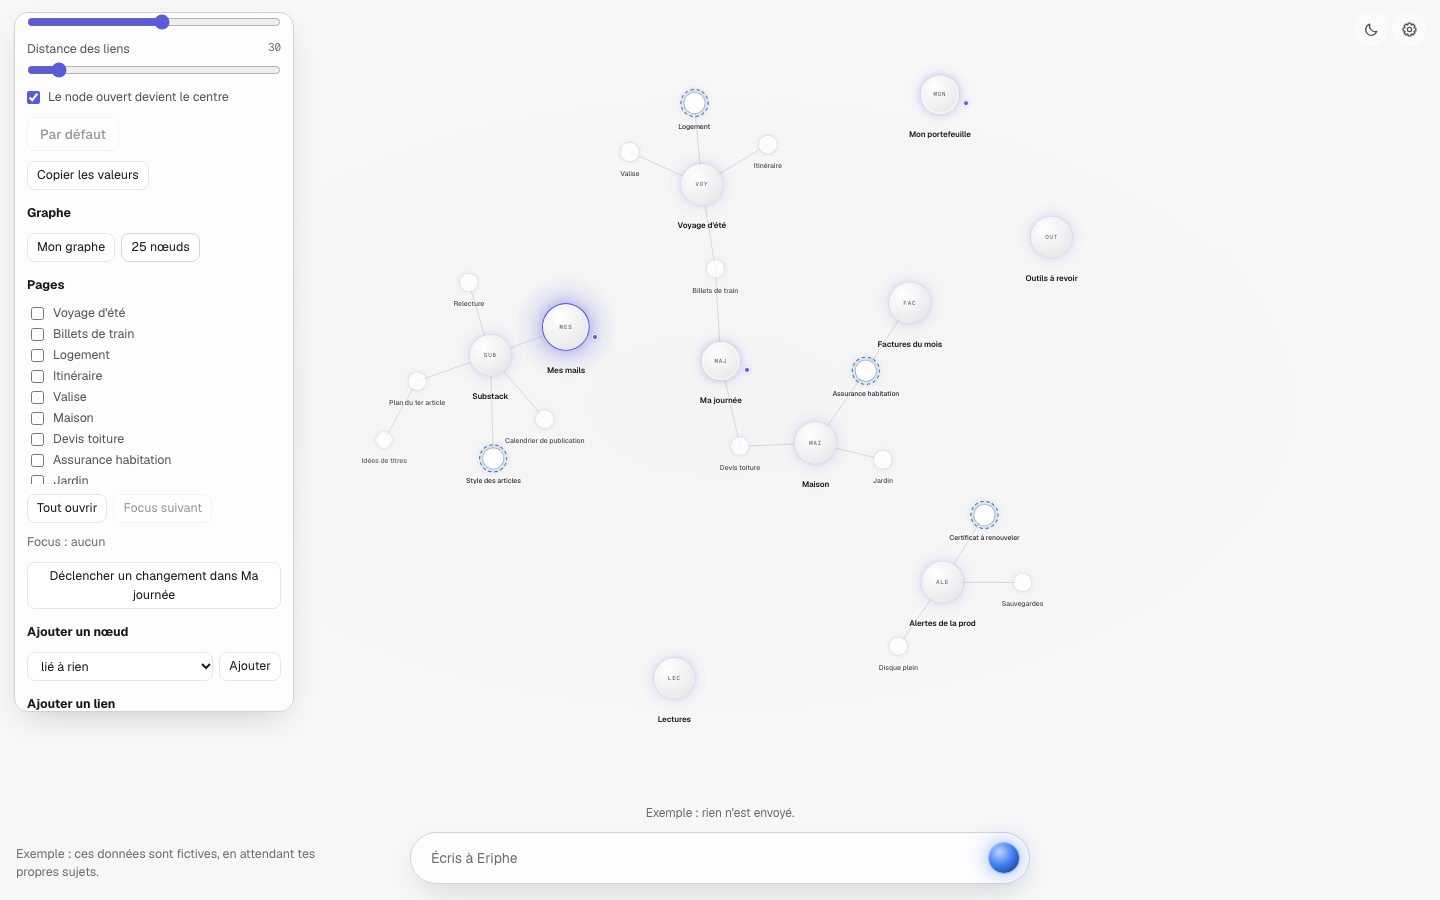 Distance des liens 30
Le node ouvert devient le centre
Par défaut
Copier les valeurs
Graphe
Mon graphe 25 nœuds
Pages
Voyage d'été
Billets de train
Logement
Itinéraire
Valise
Maison
Devis toiture
Assurance habitation
Jardin
Tout ouvrir Focus suivant
Focus : aucun
Déclencher un changement dans Ma
journée
Ajouter un nœud
lié à rien Ajouter
Ajouter un lien
MON
Mon portefeuille
Logement
Itinéraire
Valise
VOY
Voyage d'été
OUT
Outils à revoir
Billets de train
Relecture
FAC
Factures du mois
MES
Mes mails
SUB
Substack
MAJ
Ma journée
Assurance habitation
Plan du 1er article
Calendrier de publication
MAI
Maison
Idées de titres
Devis toiture
Jardin
Style des articles
Certificat à renouveler
ALE
Alertes de la prod
Sauvegardes
Disque plein
LEC
Lectures
Exemple : rien n'est envoyé.
Écris à Eriphe
Exemple : ces données sont fictives, en attendant tes
propres sujets.